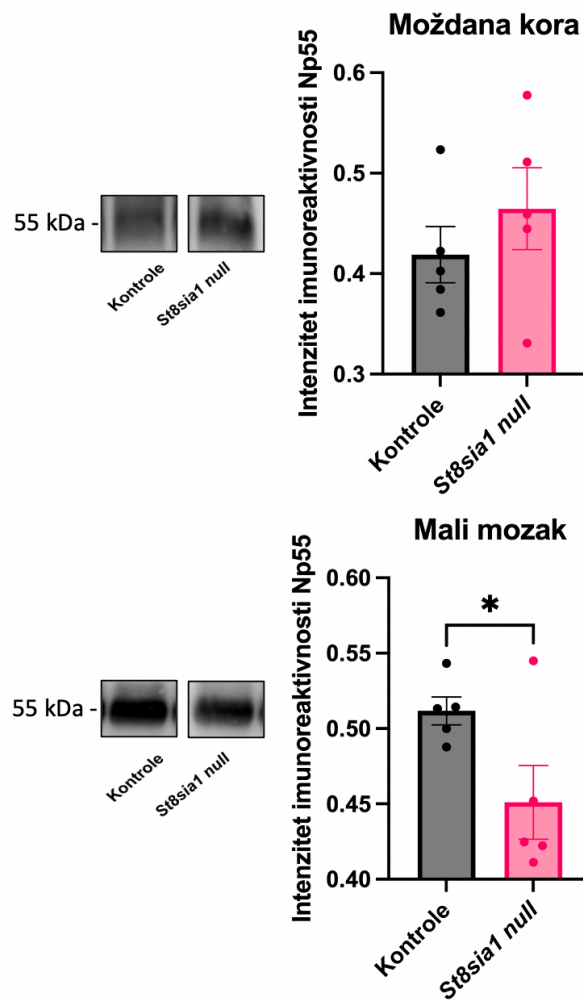 Moždana kora
Intenzitet imunoreaktivnosti Np55
0.6
0.5
0.4
0.3
55 kDa -
Kontrole
St8sia1 null
Kontrole
St8sia1 null
Mali mozak
Intenzitet imunoreaktivnosti Np55
0.60
0.55
0.50
0.45
0.40
*
55 kDa -
Kontrole
St8sia1 null
Kontrole
St8sia1 null